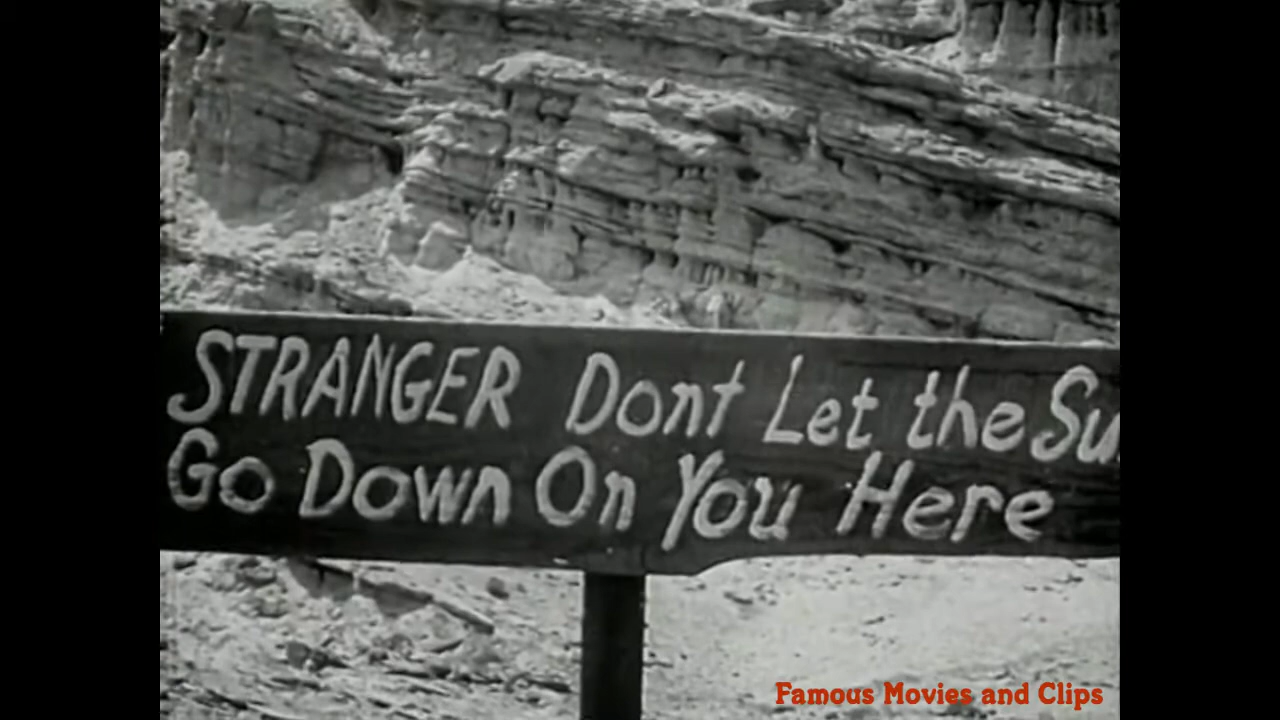 STRANGER Dont Let the Su
Go Down On You Here
Famous Movies and Clips